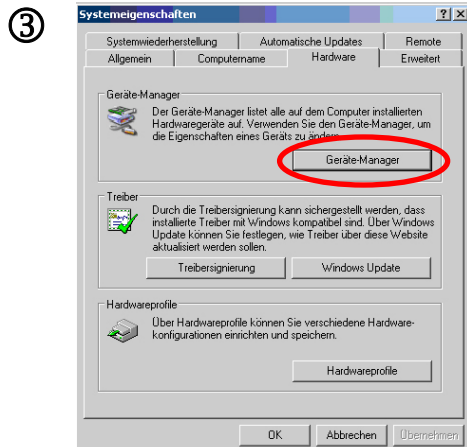 ③
Systemeigenschaften
Systemwiederherstellung Automatische Updates Remote
Allgemein Computername Hardware Erweitert
Geräte-Manager
Der Geräte-Manager listet alle auf dem Computer installierten
Hardwaregeräte auf. Verwenden Sie den Geräte-Manager, um
die Eigenschaften eines Geräts zu ändern.
Geräte-Manager
Treiber
Durch die Treibersignierung kann sichergestellt werden, dass
installierte Treiber mit Windows kompatibel sind. Über Windows
Update können Sie festlegen, wie Treiber über diese Website
aktualisiert werden sollen.
Treibersignierung Windows Update
Hardwareprofile
Über Hardwareprofile können Sie verschiedene Hardware-
konfigurationen einrichten und speichern.
Hardwareprofile
OK Abbrechen Übernehmen